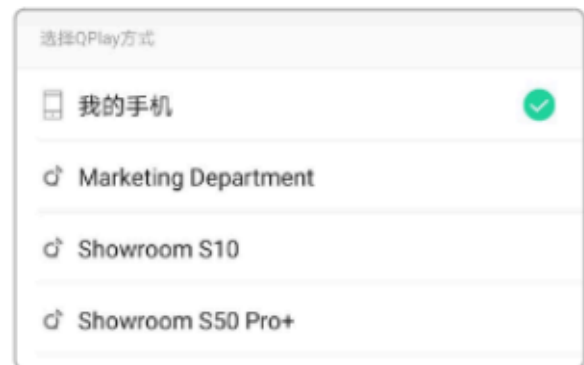 选择QPlay方式
我的手机
Marketing Department
Showroom S10
Showroom S50 Pro+